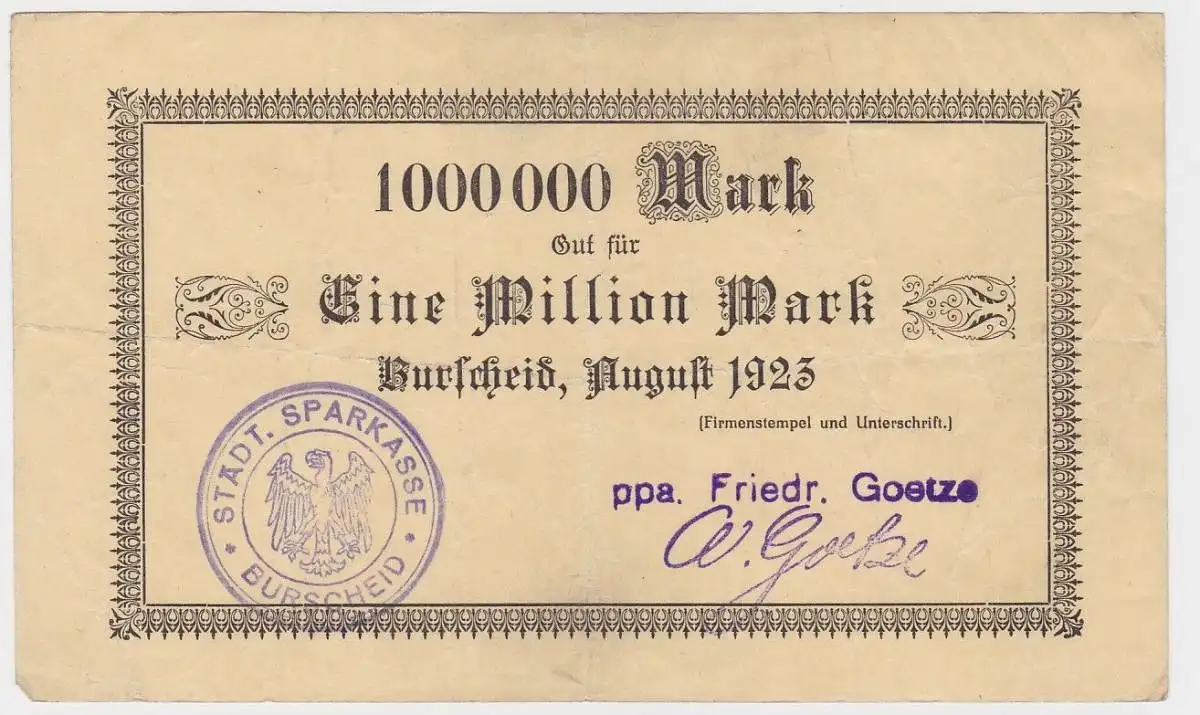 1000000 Mark
Gut für
Eine Million Mark
Burscheid, August 1923
(Firmenstempel und Unterschrift.)
STÄDT. SPARKASSE
* BURSCHEID *
ppa. Friedr. Goetze
W. Goetze